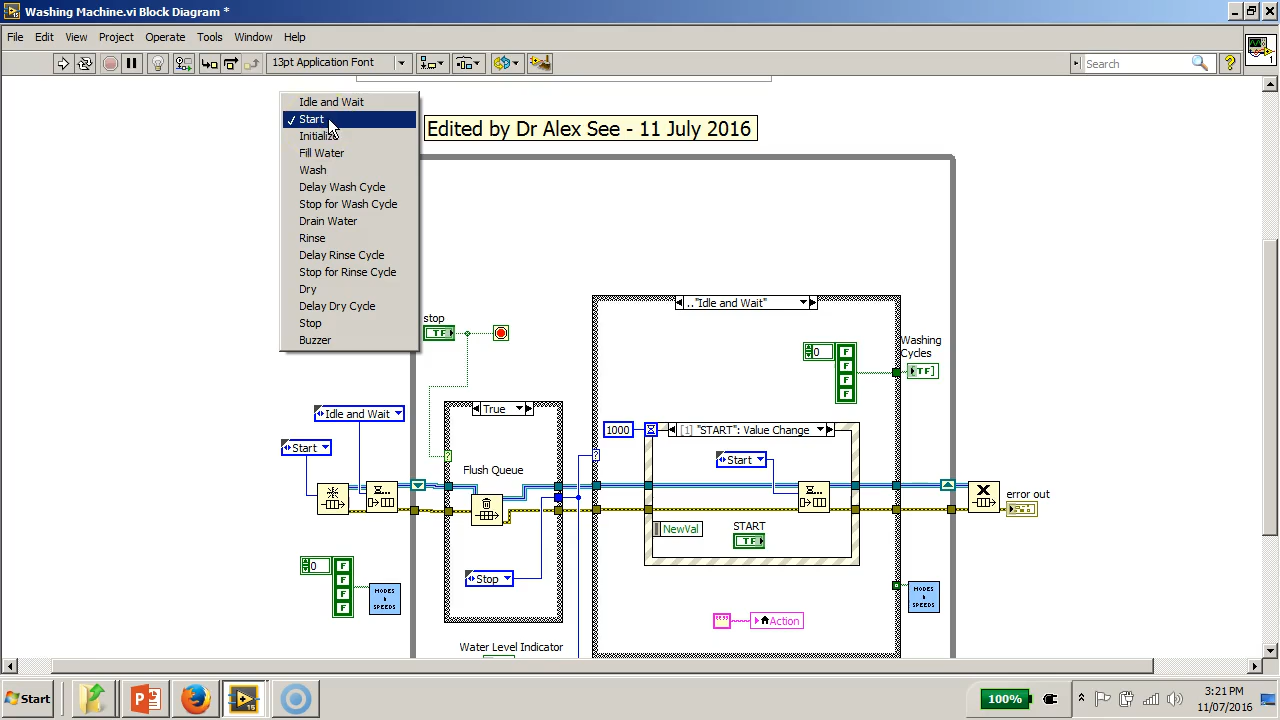 Washing Machine.vi Block Diagram *
File Edit View Project Operate Tools Window Help
13pt Application Font
Search
?
1
15
Idle and Wait
✓ Start
Initialize
Fill Water
Wash
Delay Wash Cycle
Stop for Wash Cycle
Drain Water
Rinse
Delay Rinse Cycle
Stop for Rinse Cycle
Dry
Delay Dry Cycle
Stop
Buzzer
Edited by Dr Alex See - 11 July 2016
.."Idle and Wait"
stop
TF
0
F
F
F
F
Washing
Cycles
TF
Idle and Wait
Start
True
?
Flush Queue
Stop
Water Level Indicator
1000
[1] "START": Value Change
?
Start
NewVal
START
TF
error out
0
F
F
F
F
MODES
&
SPEEDS
MODES
&
SPEEDS
Action
Start
15
100%
3:21 PM
11/07/2016